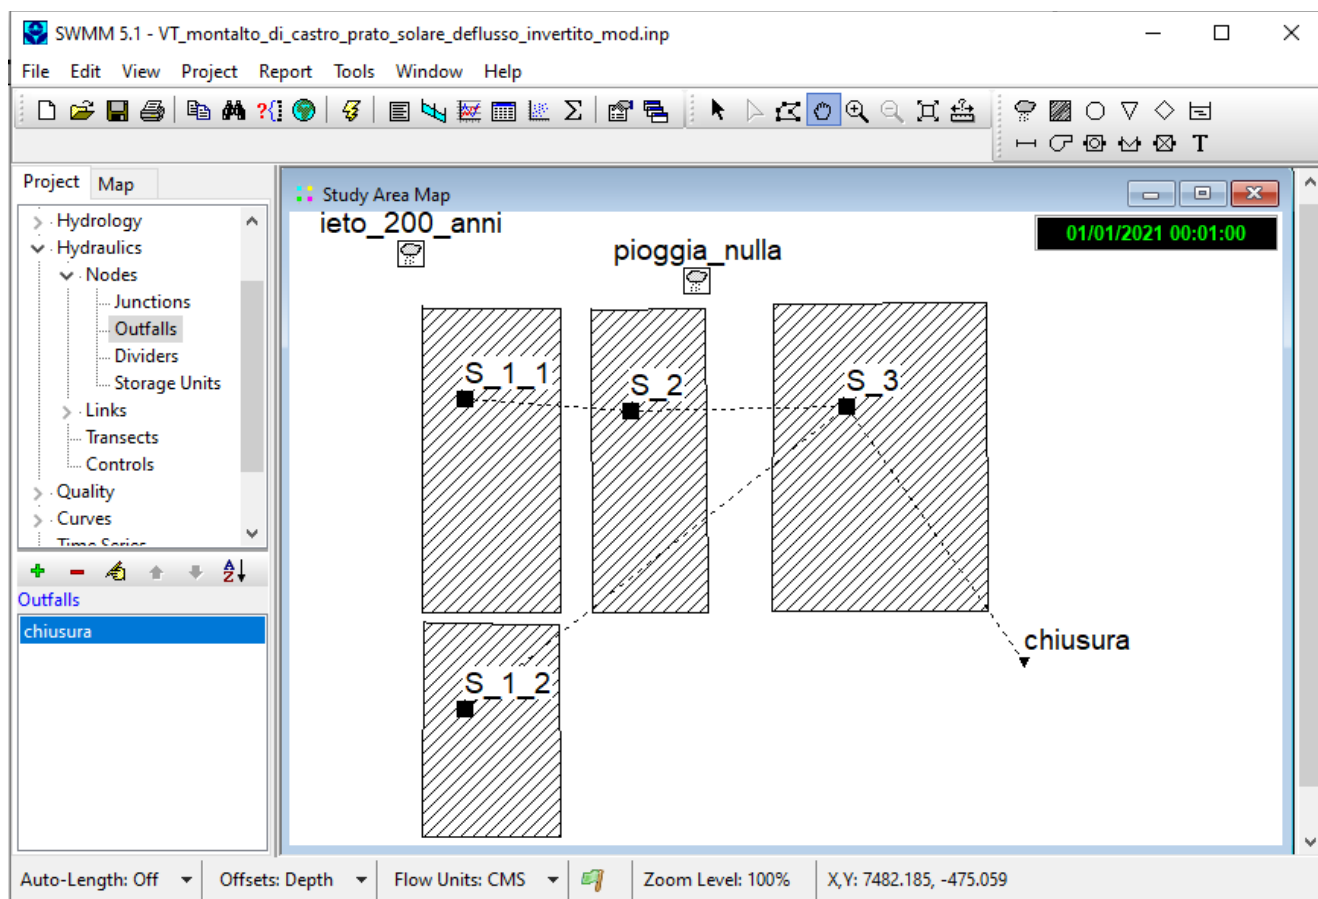 SWMM 5.1 - VT_montalto_di_castro_prato_solare_deflusso_invertito_mod.inp
File Edit View Project Report Tools Window Help
T
Project Map
Hydrology
Hydraulics
Nodes
Junctions
Outfalls
Dividers
Storage Units
Links
Transects
Controls
Quality
Curves
Time Series
Outfalls
chiusura
Study Area Map
01/01/2021 00:01:00
ieto_200_anni
pioggia_nulla
S_1_1
S_2
S_3
chiusura
S_1_2
Auto-Length: Off Offsets: Depth Flow Units: CMS Zoom Level: 100% X,Y: 7482.185, -475.059